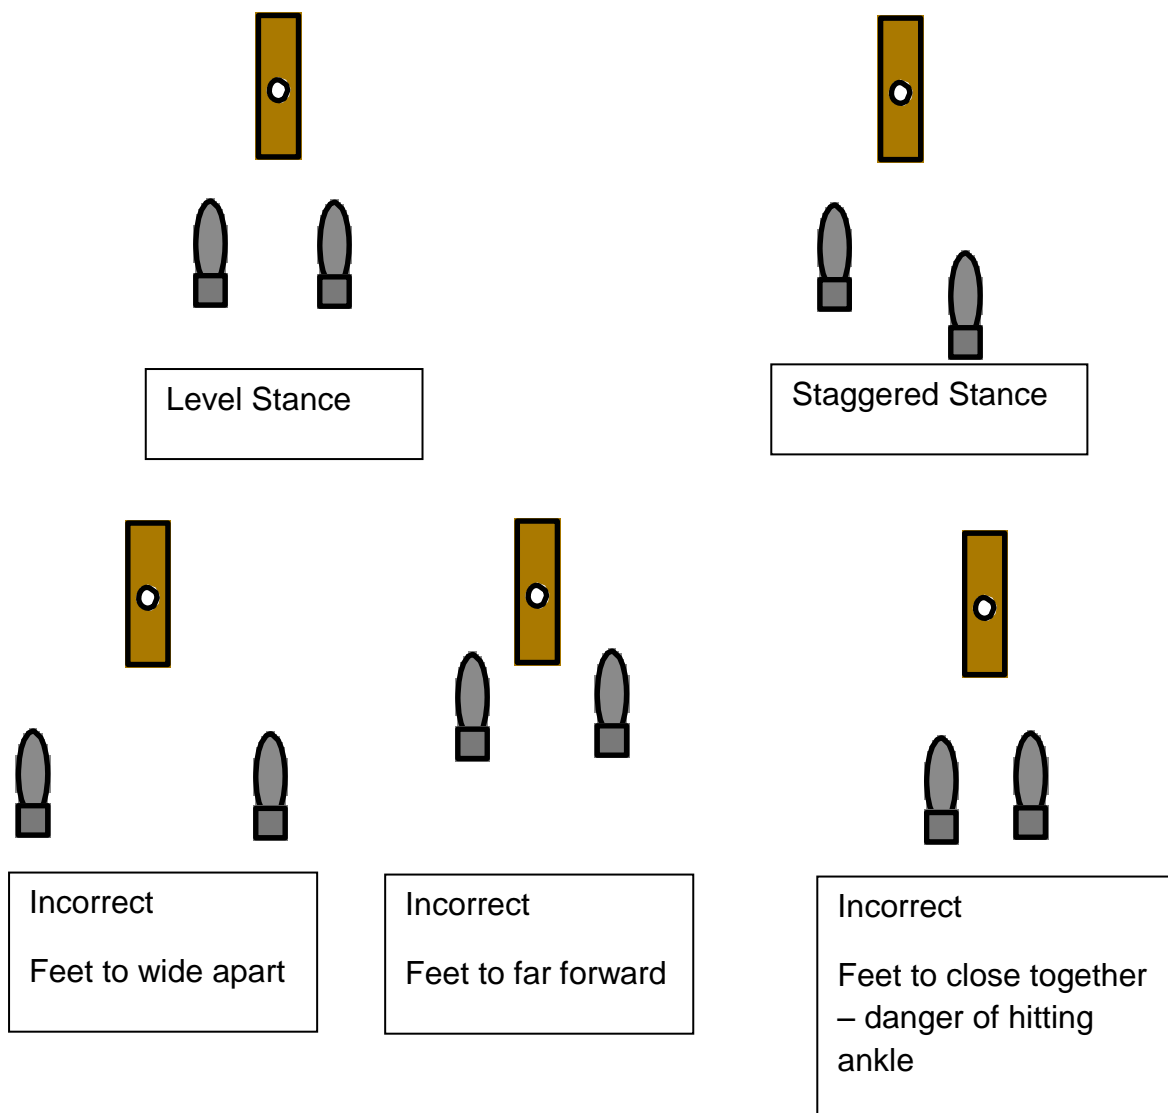 Level Stance
Staggered Stance
Incorrect
Feet to wide apart
Incorrect
Feet to far forward
Incorrect
Feet to close together
– danger of hitting
ankle